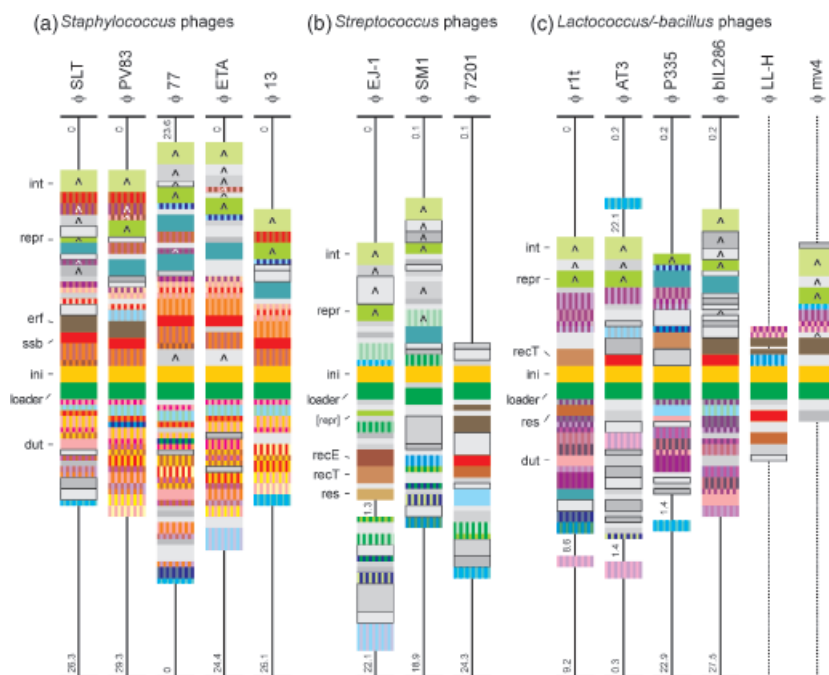 (a) Staphylococcus phages
ϕ SLT
ϕ PV83
ϕ 77
ϕ ETA
ϕ 13
0
0
23.6
0
0
int
repr
erf
ssb
ini
loader
dut
26.3
29.3
0
24.4
26.1
(b) Streptococcus phages
ϕ EJ-1
ϕ SM1
ϕ 7201
0
0.1
0.1
int
repr
ini
loader
[repr]
recE
recT
res
1.3
22.1
18.9
24.3
(c) Lactococcus/-bacillus phages
ϕ r1t
ϕ AT3
ϕ P335
ϕ bIL286
ϕ LL-H
ϕ mv4
0
0.2
0.2
0.2
22.1
int
repr
recT
ini
loader
res
dut
6.6
1.4
1.4
9.2
0.3
22.9
27.5